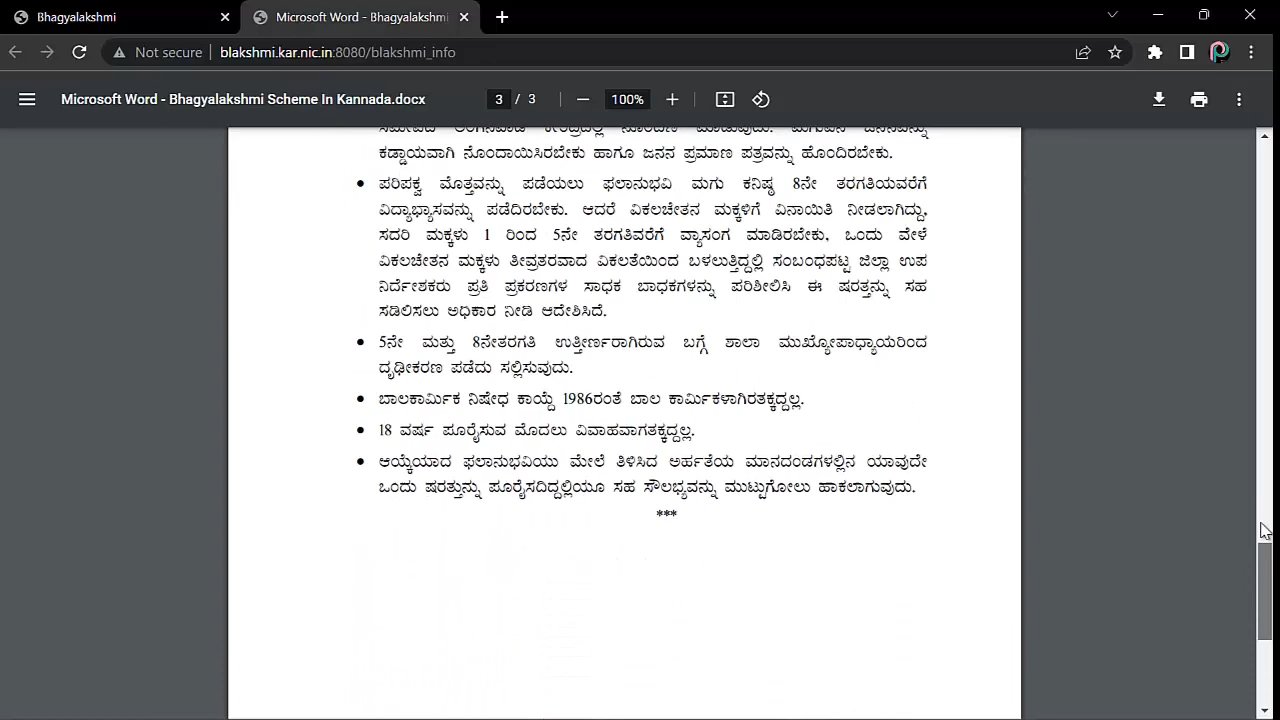 Bhagyalakshmi
Microsoft Word - Bhagyalakshmi
Not secure
blakshmi.kar.nic.in:8080/blakshmi_info
Microsoft Word - Bhagyalakshmi Scheme In Kannada.docx
3 / 3
100%
ಕಡ್ಡಾಯವಾಗಿ ನೊಂದಾಯಿಸಿರಬೇಕು ಹಾಗೂ ಜನನ ಪ್ರಮಾಣ ಪತ್ರವನ್ನು ಹೊಂದಿರಬೇಕು.
• ಪರಿಪಕ್ವ ಮೊತ್ತವನ್ನು ಪಡೆಯಲು ಫಲಾನುಭವಿ ಮಗು ಕನಿಷ್ಠ 8ನೇ ತರಗತಿಯವರೆಗೆ
ವಿದ್ಯಾಭ್ಯಾಸವನ್ನು ಪಡೆದಿರಬೇಕು. ಆದರೆ ವಿಕಲಚೇತನ ಮಕ್ಕಳಿಗೆ ವಿನಾಯಿತಿ ನೀಡಲಾಗಿದ್ದು,
ಸದರಿ ಮಕ್ಕಳು 1 ರಿಂದ 5ನೇ ತರಗತಿವರೆಗೆ ವ್ಯಾಸಂಗ ಮಾಡಿರಬೇಕು, ಒಂದು ವೇಳೆ
ವಿಕಲಚೇತನ ಮಕ್ಕಳು ತೀವ್ರತರವಾದ ವಿಕಲತೆಯಿಂದ ಬಳಲುತ್ತಿದ್ದಲ್ಲಿ ಸಂಬಂಧಪಟ್ಟ ಜಿಲ್ಲಾ ಉಪ
ನಿರ್ದೇಶಕರು ಪ್ರತಿ ಪ್ರಕರಣಗಳ ಸಾಧಕ ಬಾಧಕಗಳನ್ನು ಪರಿಶೀಲಿಸಿ ಈ ಷರತ್ತನ್ನು ಸಹ
ಸಡಿಲಿಸಲು ಅಧಿಕಾರ ನೀಡಿ ಆದೇಶಿಸಿದೆ.
• 5ನೇ ಮತ್ತು 8ನೇತರಗತಿ ಉತ್ತೀರ್ಣರಾಗಿರುವ ಬಗ್ಗೆ ಶಾಲಾ ಮುಖ್ಯೋಪಾಧ್ಯಾಯರಿಂದ
ದೃಢೀಕರಣ ಪಡೆದು ಸಲ್ಲಿಸುವುದು.
• ಬಾಲಕಾರ್ಮಿಕ ನಿಷೇಧ ಕಾಯ್ದೆ 1986ರಂತೆ ಬಾಲ ಕಾರ್ಮಿಕಳಾಗಿರತಕ್ಕದ್ದಲ್ಲ.
• 18 ವರ್ಷ ಪೂರೈಸುವ ಮೊದಲು ವಿವಾಹವಾಗತಕ್ಕದ್ದಲ್ಲ.
• ಆಯ್ಕೆಯಾದ ಫಲಾನುಭವಿಯು ಮೇಲೆ ತಿಳಿಸಿದ ಅರ್ಹತೆಯ ಮಾನದಂಡಗಳಲ್ಲಿನ ಯಾವುದೇ
ಒಂದು ಷರತ್ತುನ್ನು ಪೂರೈಸದಿದ್ದಲ್ಲಿಯೂ ಸಹ ಸೌಲಭ್ಯವನ್ನು ಮುಟ್ಟುಗೋಲು ಹಾಕಲಾಗುವುದು.
***